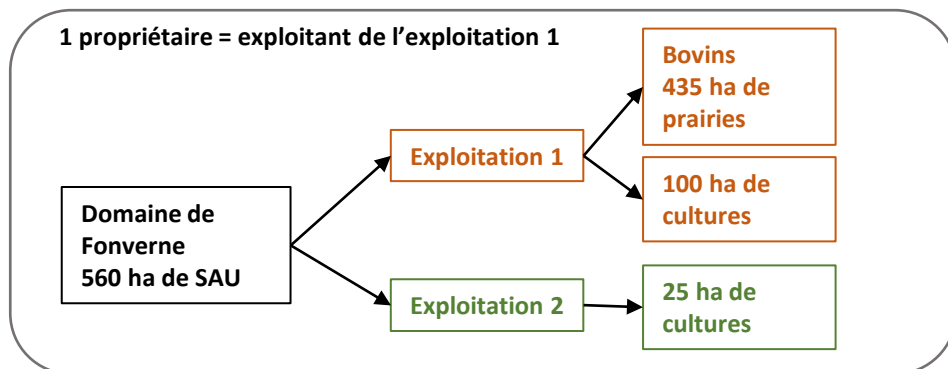 1 propriétaire = exploitant de l’exploitation 1
Bovins
435 ha de
prairies
Exploitation 1
100 ha de
cultures
Domaine de
Fonverne
560 ha de SAU
Exploitation 2
25 ha de
cultures